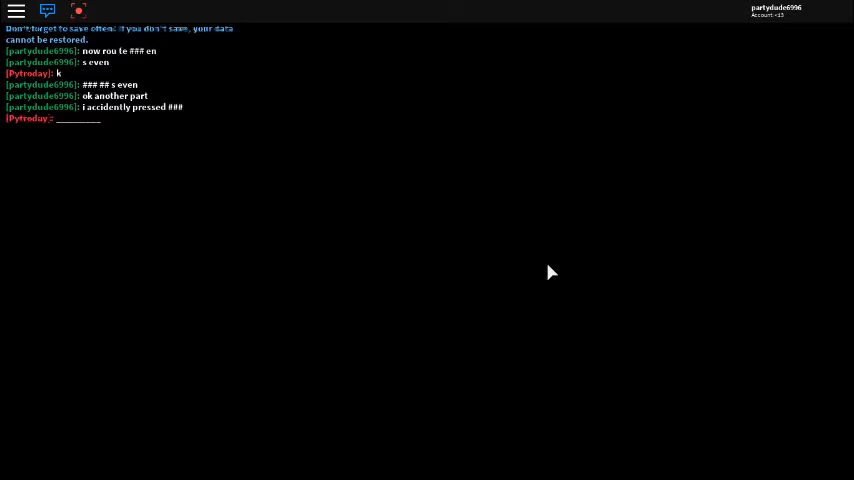 partydude6996
Account <13
Don't forget to save often! If you don't save, your data
cannot be restored.
[partydude6996]: now rou te ### en
[partydude6996]: s even
[Pytroday]: k
[partydude6996]: ### ## s even
[partydude6996]: ok another part
[partydude6996]: i accidently pressed ###
[Pytroday]: _________